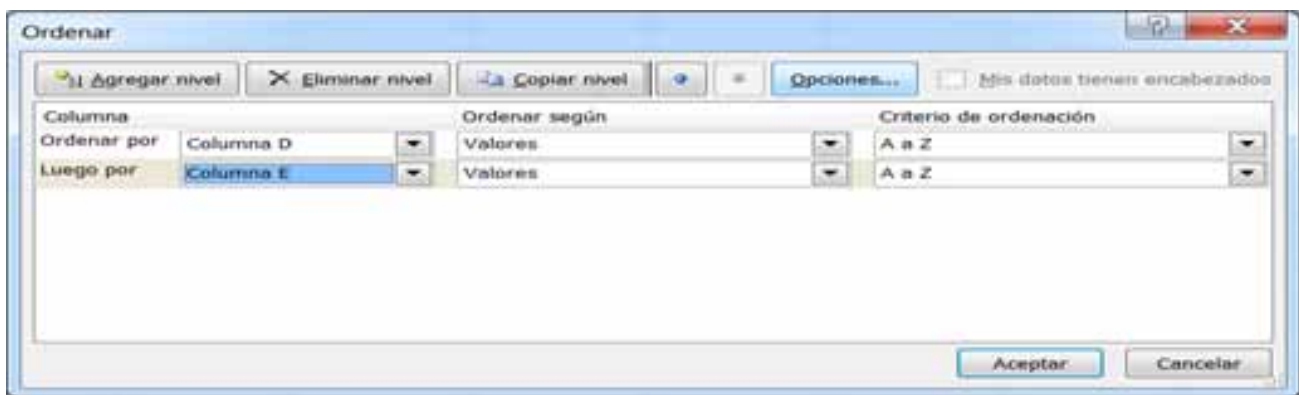 Ordenar
Agregar nivel Eliminar nivel Copiar nivel Opciones... Mis datos tienen encabezados
Columna Ordenar según Criterio de ordenación
Ordenar por Columna D Valores A a Z
Luego por Columna E Valores A a Z
Aceptar Cancelar